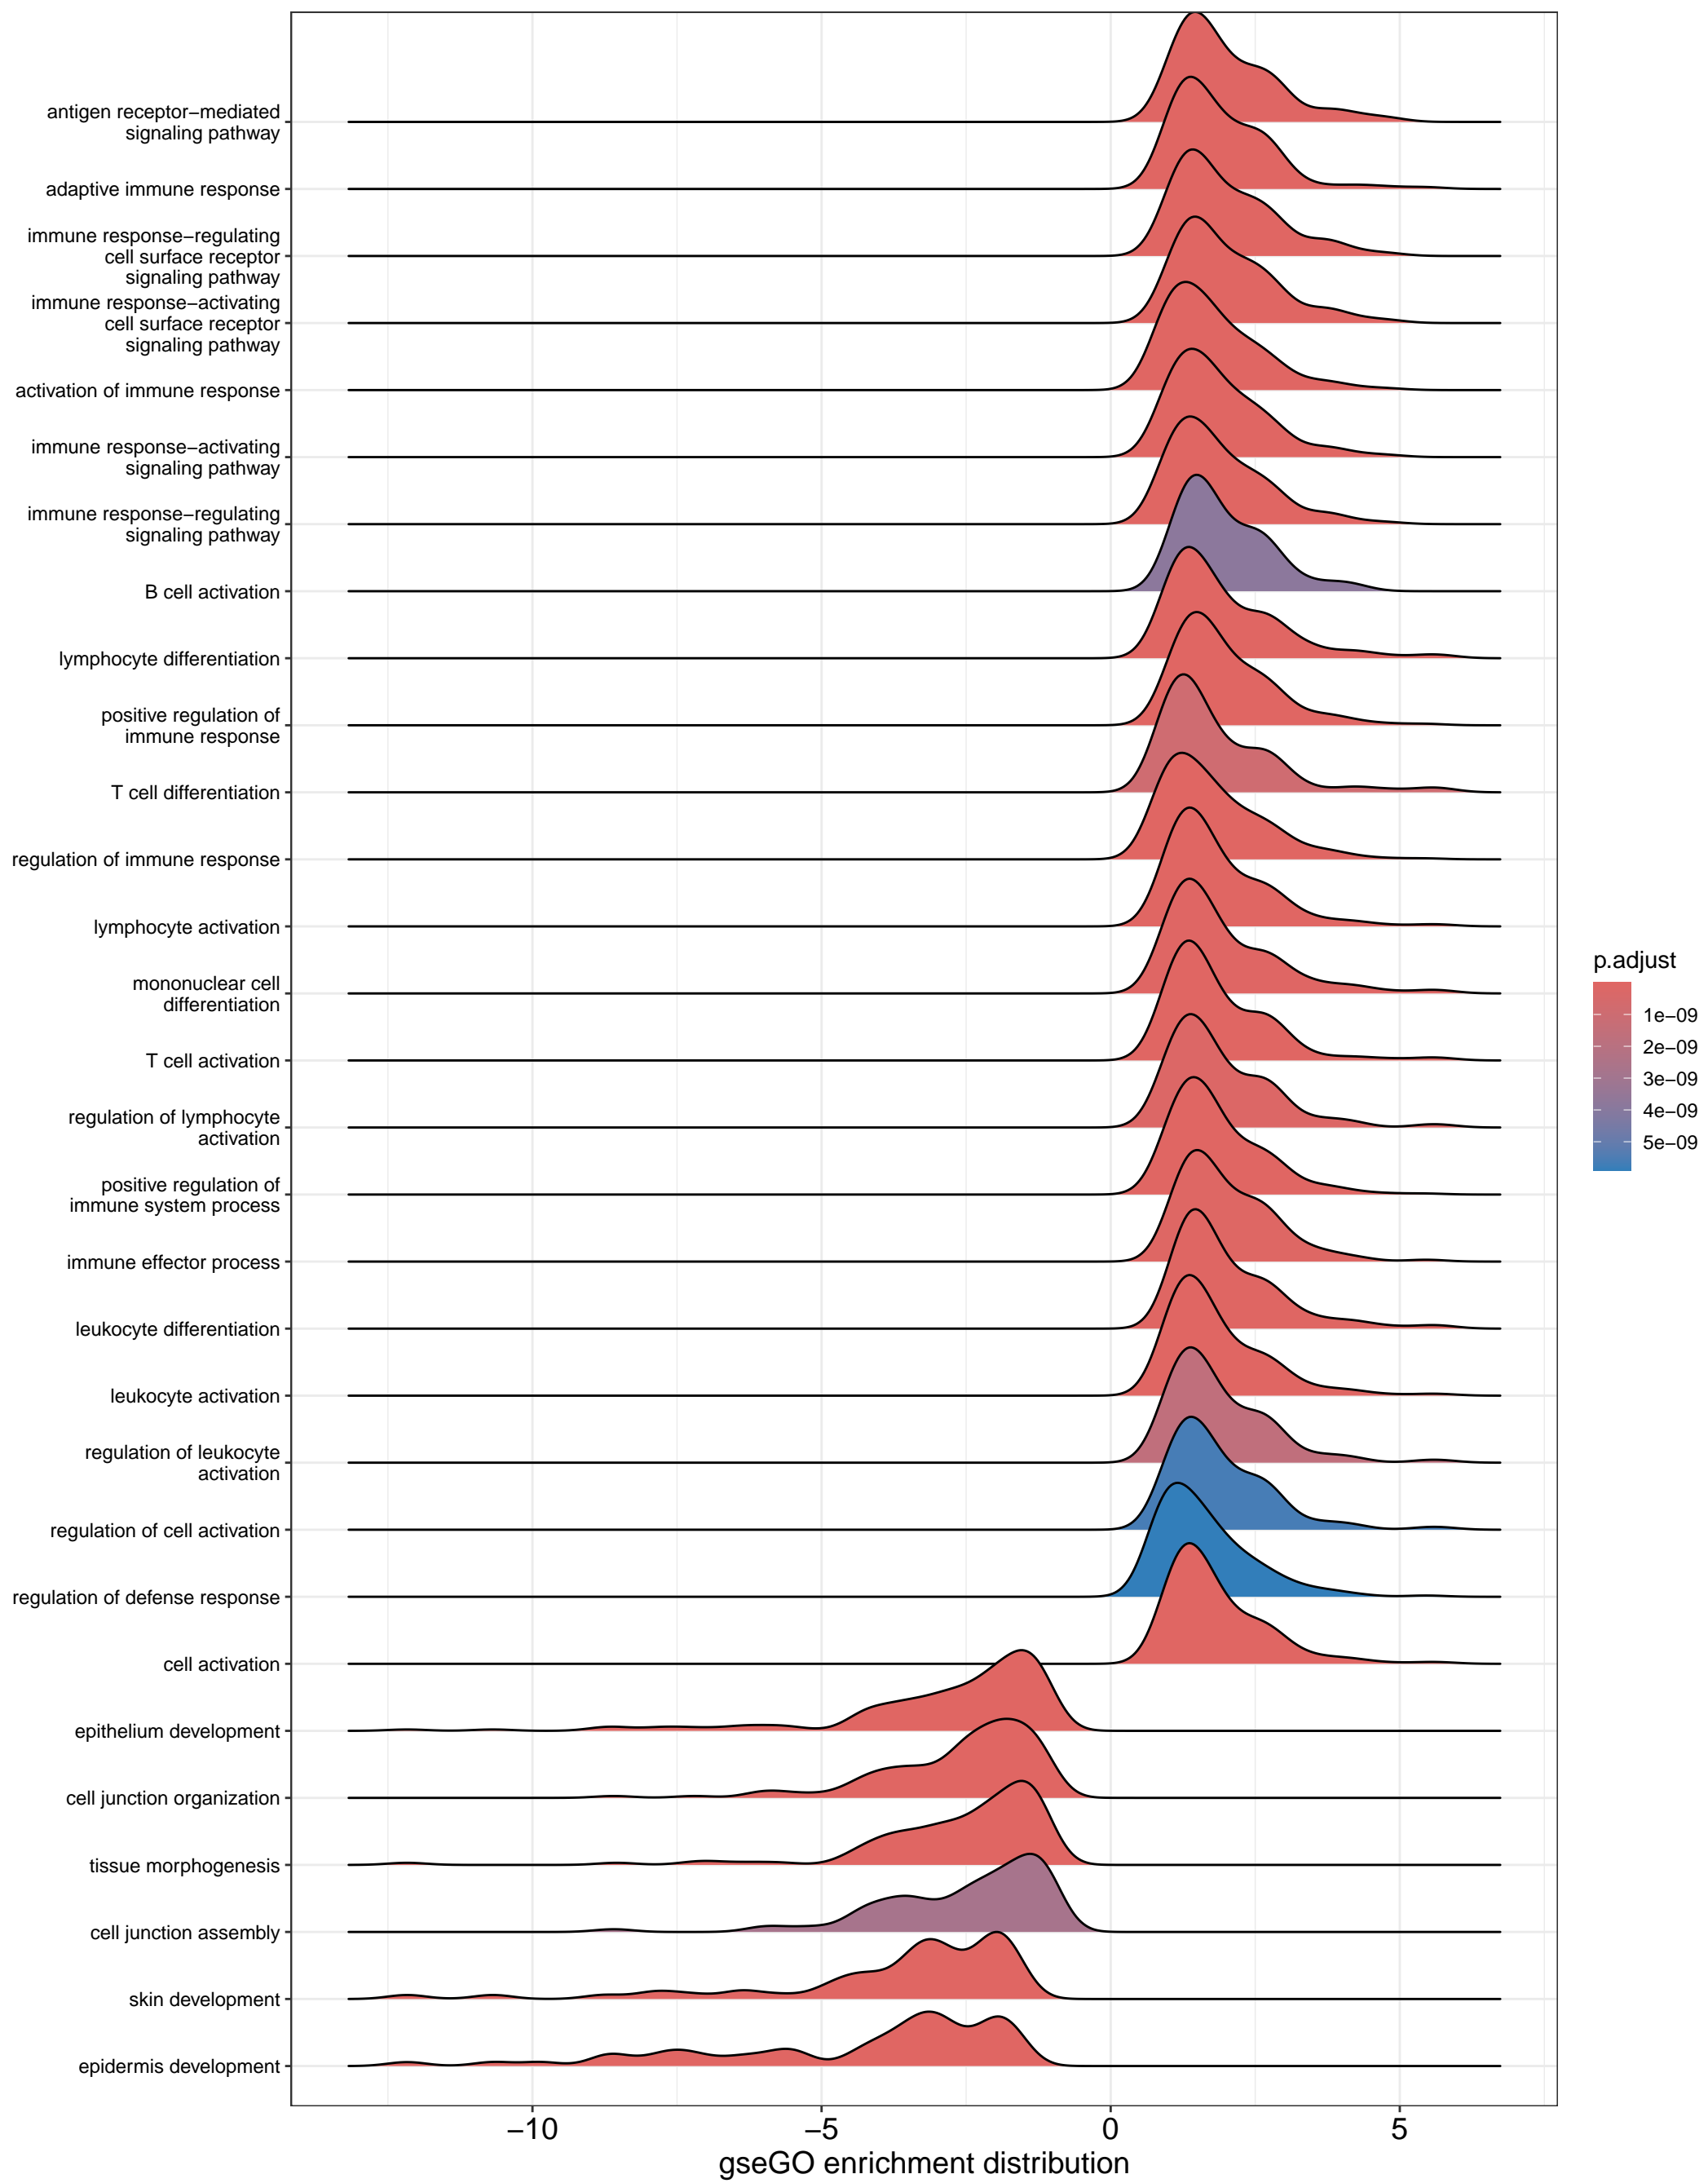 antigen receptor−mediated
signaling pathway
adaptive immune response
immune response−regulating
cell surface receptor
signaling pathway
immune response−activating
cell surface receptor
signaling pathway
activation of immune response
immune response−activating
signaling pathway
immune response−regulating
signaling pathway
B cell activation
lymphocyte differentiation
positive regulation of
immune response
T cell differentiation
regulation of immune response
lymphocyte activation
mononuclear cell
differentiation
T cell activation
regulation of lymphocyte
activation
positive regulation of
immune system process
immune effector process
leukocyte differentiation
leukocyte activation
regulation of leukocyte
activation
regulation of cell activation
regulation of defense response
cell activation
epithelium development
cell junction organization
tissue morphogenesis
cell junction assembly
skin development
epidermis development
−10 −5 0 5
gseGO enrichment distribution
p.adjust
1e−09
2e−09
3e−09
4e−09
5e−09